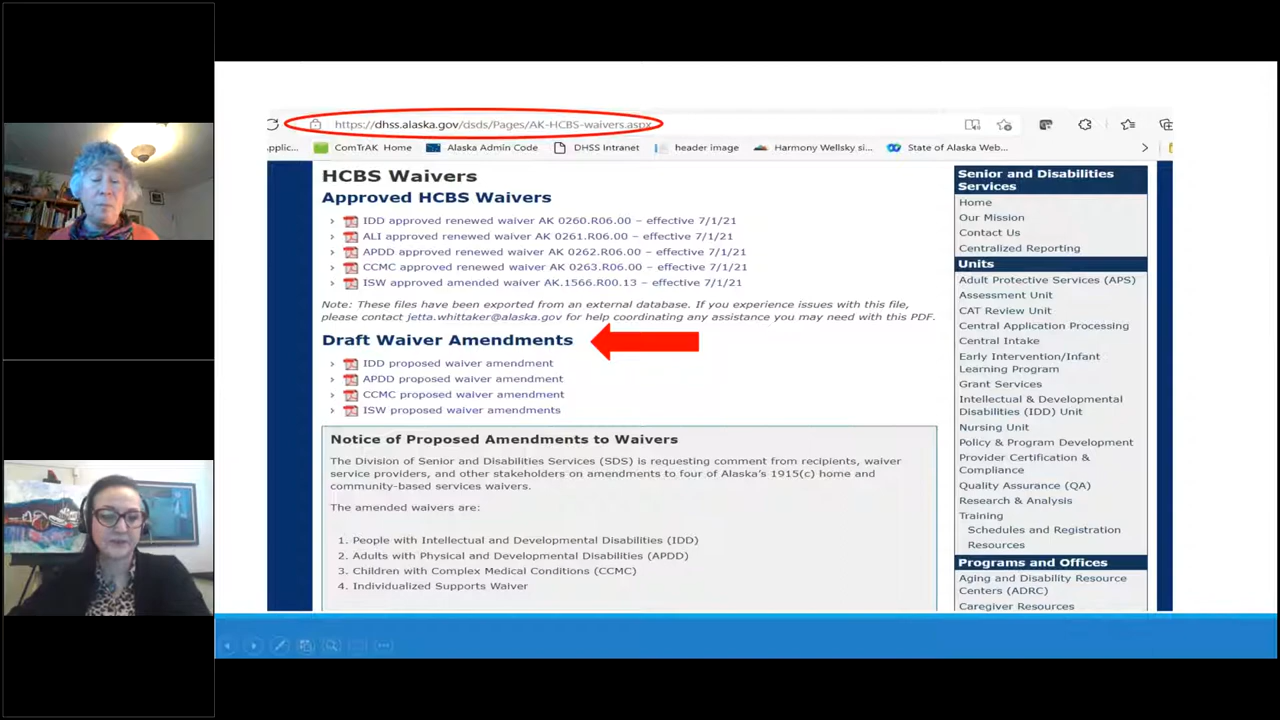 https://dhss.alaska.gov/dsds/Pages/AK-HCBS-waivers.aspx
pplic... ComTrAK Home Alaska Admin Code DHSS Intranet header image Harmony Wellsky si... State of Alaska Web...
HCBS Waivers
Approved HCBS Waivers
IDD approved renewed waiver AK 0260.R06.00 – effective 7/1/21
ALI approved renewed waiver AK 0261.R06.00 – effective 7/1/21
APDD approved renewed waiver AK 0262.R06.00 – effective 7/1/21
CCMC approved renewed waiver AK 0263.R06.00 – effective 7/1/21
ISW approved amended waiver AK.1566.R00.13 – effective 7/1/21
Note: These files have been exported from an external database. If you experience issues with this file,
please contact jetta.whittaker@alaska.gov for help coordinating any assistance you may need with this PDF.
Draft Waiver Amendments
IDD proposed waiver amendment
APDD proposed waiver amendment
CCMC proposed waiver amendment
ISW proposed waiver amendments
Notice of Proposed Amendments to Waivers
The Division of Senior and Disabilities Services (SDS) is requesting comment from recipients, waiver
service providers, and other stakeholders on amendments to four of Alaska's 1915(c) home and
community-based services waivers.
The amended waivers are:
1. People with Intellectual and Developmental Disabilities (IDD)
2. Adults with Physical and Developmental Disabilities (APDD)
3. Children with Complex Medical Conditions (CCMC)
4. Individualized Supports Waiver
Senior and Disabilities
Services
Home
Our Mission
Contact Us
Centralized Reporting
Units
Adult Protective Services (APS)
Assessment Unit
CAT Review Unit
Central Application Processing
Central Intake
Early Intervention/Infant
Learning Program
Grant Services
Intellectual & Developmental
Disabilities (IDD) Unit
Nursing Unit
Policy & Program Development
Provider Certification &
Compliance
Quality Assurance (QA)
Research & Analysis
Training
Schedules and Registration
Resources
Programs and Offices
Aging and Disability Resource
Centers (ADRC)
Caregiver Resources